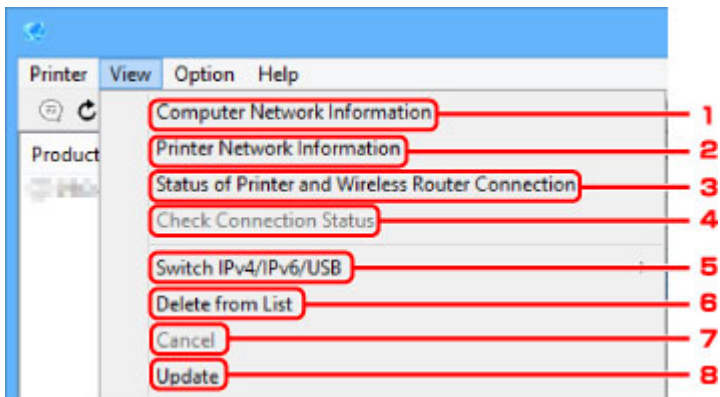 Printer View Option Help
Computer Network Information 1
Product
Printer Network Information 2
Status of Printer and Wireless Router Connection 3
Check Connection Status 4
Switch IPv4/IPv6/USB 5
Delete from List 6
Cancel 7
Update 8